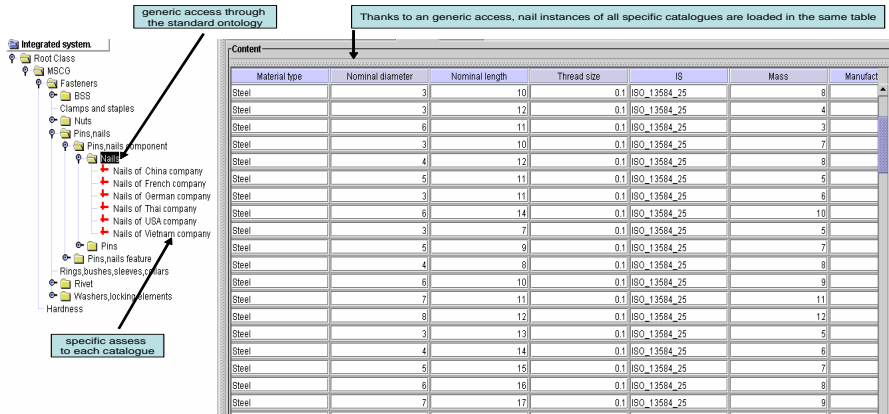 generic access through
the standard ontology
Thanks to an generic access, nail instances of all specific catalogues are loaded in the same table
Integrated system.
Root Class
MSCG
Fasteners
BSS
Clamps and staples
Nuts
Pins,nails
Pins,nails component
Nails
Nails of China company
Nails of French company
Nails of German company
Nails of Thai company
Nails of USA company
Nails of Vietnam company
Pins
Pins,nails feature
Rings,bushes,sleeves,collars
Rivet
Washers,locking elements
Hardness
specific assess
to each catalogue
Content
Material type Nominal diameter Nominal length Thread size IS Mass Manufact
Steel 3 10 0.1 ISO_13584_25 8
Steel 3 12 0.1 ISO_13584_25 4
Steel 6 11 0.1 ISO_13584_25 3
Steel 3 10 0.1 ISO_13584_25 7
Steel 4 12 0.1 ISO_13584_25 8
Steel 5 11 0.1 ISO_13584_25 5
Steel 3 11 0.1 ISO_13584_25 6
Steel 6 14 0.1 ISO_13584_25 10
Steel 3 7 0.1 ISO_13584_25 5
Steel 5 9 0.1 ISO_13584_25 7
Steel 4 8 0.1 ISO_13584_25 8
Steel 6 10 0.1 ISO_13584_25 9
Steel 7 11 0.1 ISO_13584_25 11
Steel 8 12 0.1 ISO_13584_25 12
Steel 3 13 0.1 ISO_13584_25 5
Steel 4 14 0.1 ISO_13584_25 6
Steel 5 15 0.1 ISO_13584_25 7
Steel 6 16 0.1 ISO_13584_25 8
Steel 7 17 0.1 ISO_13584_25 9